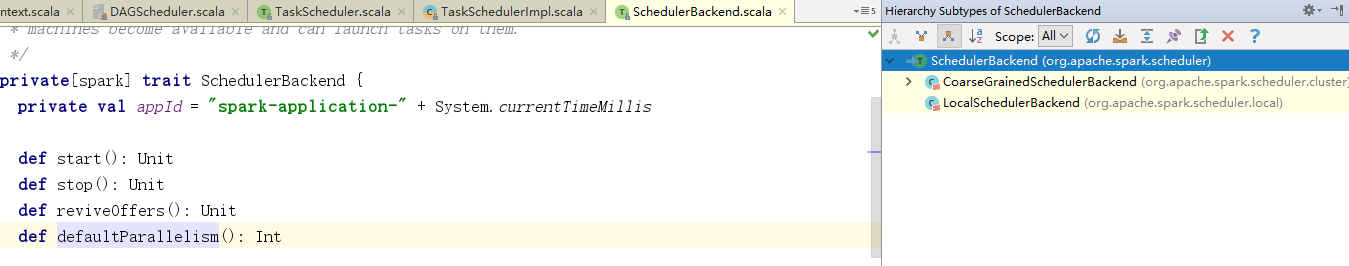 ntext.scala DAGScheduler.scala TaskScheduler.scala TaskSchedulerImpl.scala SchedulerBackend.scala 5
* machines become available and can launch tasks on them.
*/
private[spark] trait SchedulerBackend {
private val appId = "spark-application-" + System.currentTimeMillis
def start(): Unit
def stop(): Unit
def reviveOffers(): Unit
def defaultParallelism(): Int
Hierarchy Subtypes of SchedulerBackend
Scope: All
SchedulerBackend (org.apache.spark.scheduler)
CoarseGrainedSchedulerBackend (org.apache.spark.scheduler.cluster)
LocalSchedulerBackend (org.apache.spark.scheduler.local)